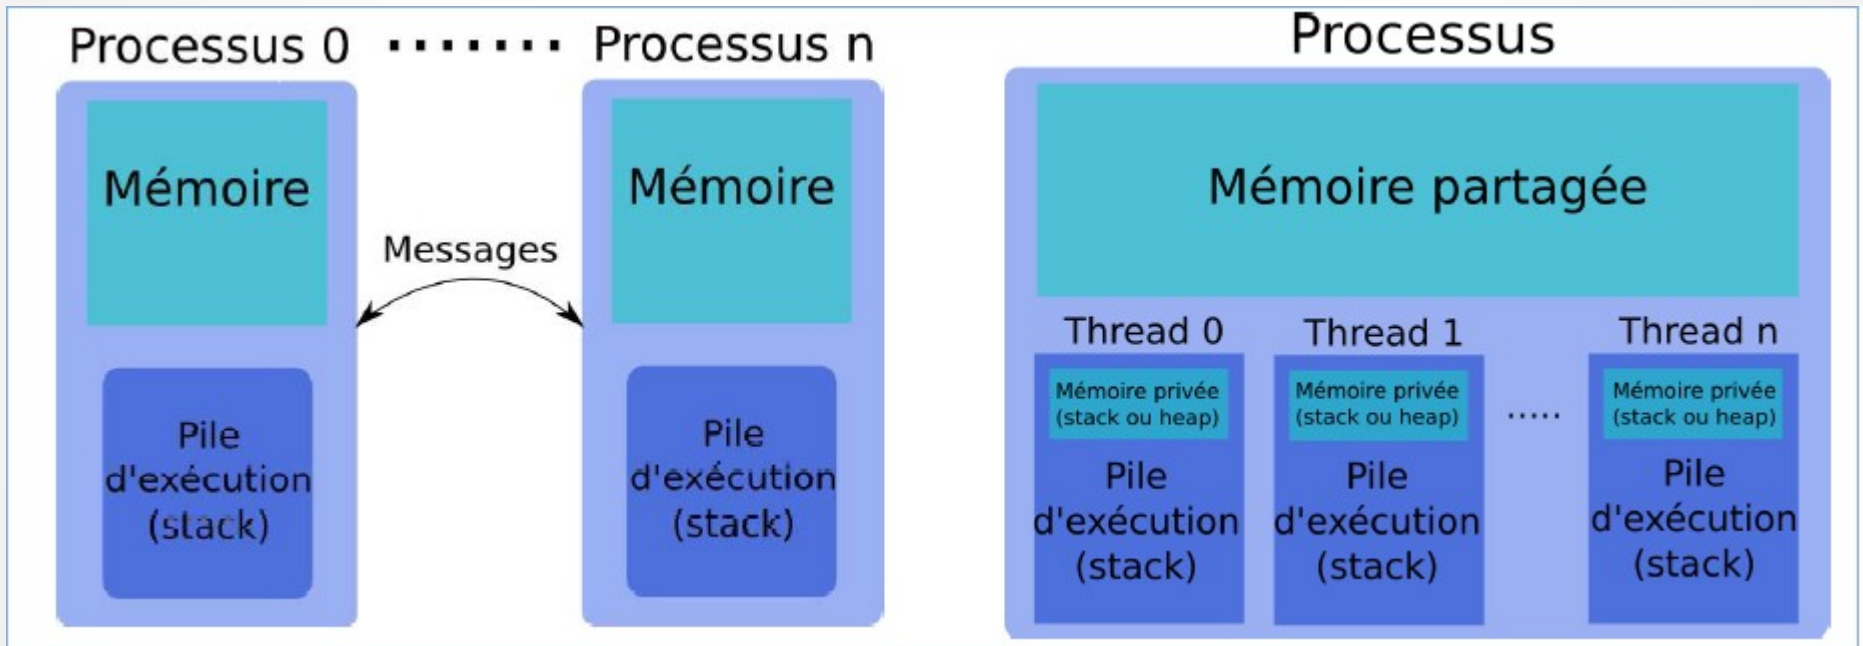 Processus 0 ....... Processus n
Mémoire
Mémoire
Messages
Pile
d'exécution
(stack)
Pile
d'exécution
(stack)
Processus
Mémoire partagée
Thread 0
Thread 1
Thread n
Mémoire privée
(stack ou heap)
Mémoire privée
(stack ou heap)
.....
Mémoire privée
(stack ou heap)
Pile
d'exécution
(stack)
Pile
d'exécution
(stack)
Pile
d'exécution
(stack)